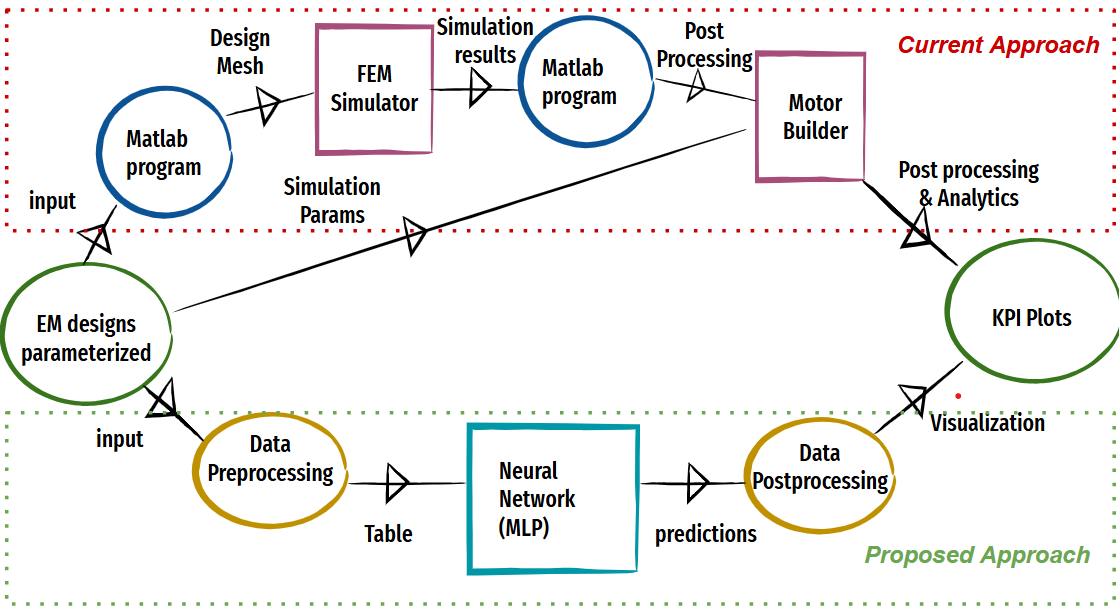 Current Approach
Design
Mesh
FEM
Simulator
Simulation
results
Matlab
program
Post
Processing
Motor
Builder
Matlab
program
input
Simulation
Params
Post processing
& Analytics
EM designs
parameterized
KPI Plots
input
Data
Preprocessing
Table
Neural
Network
(MLP)
predictions
Data
Postprocessing
Visualization
Proposed Approach